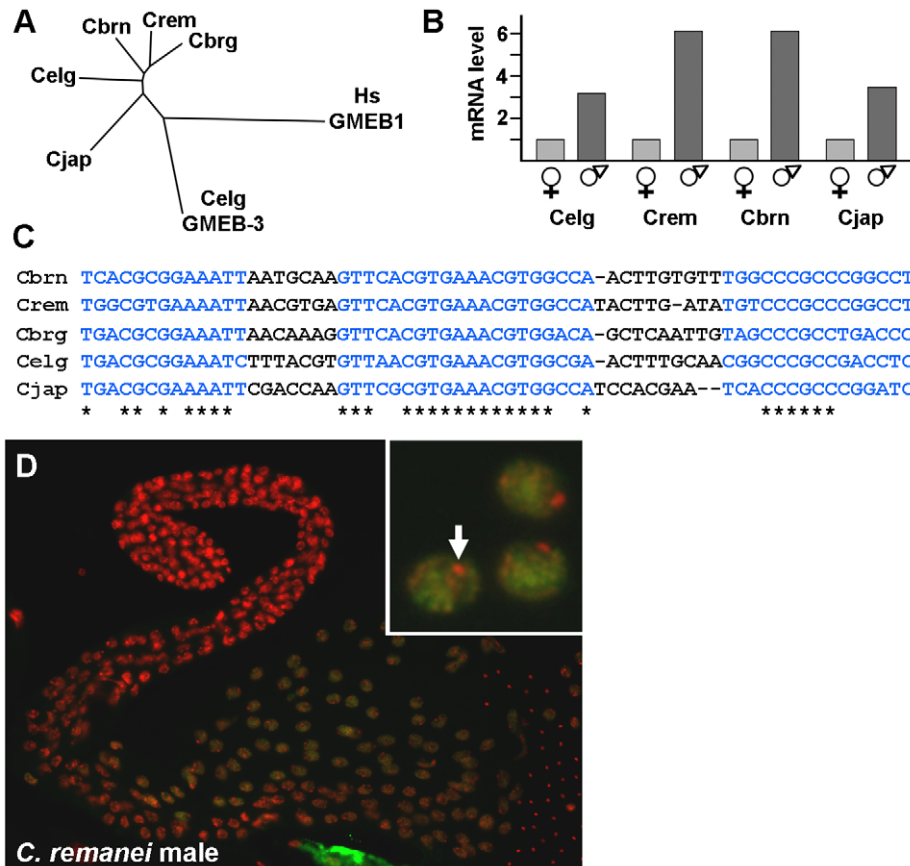 A
Crem
Cbrn
Cbrg
Celg
Hs
GMEB1
Cjap
Celg
GMEB-3
B
mRNA level
6
4
2
♀ ♂ ♀ ♂ ♀ ♂ ♀ ♂
Celg Crem Cbrn Cjap
C
Cbrn TCACGCGGAAATTAATGCAAGTTCACGTGAAACGTGGCCA-ACTTGTGTTTGGCCCGCCCGGCCT
Crem TGGCGTGAAAATTAACGTGAGTTCACGTGAAACGTGGCCATACTTG-ATATGTCCCGCCCGGCCT
Cbrg TGACGCGGAAATTAACAAAGGTTCACGTGAAACGTGGACA-GCTCAATTGTAGCCCGCCTGACCC
Celg TGACGCGGAAATCTTTACGTGTTAACGTGAAACGTGGCGA-ACTTTGCAACGGCCCGCCGACCTC
Cjap TGACGCGAAAATTCGACCAAGTTCGCGTGAAACGTGGCCATCCACGAA--TCACCCGCCCGGATC
* ** * **** *** ************ * ******
D
C. remanei male